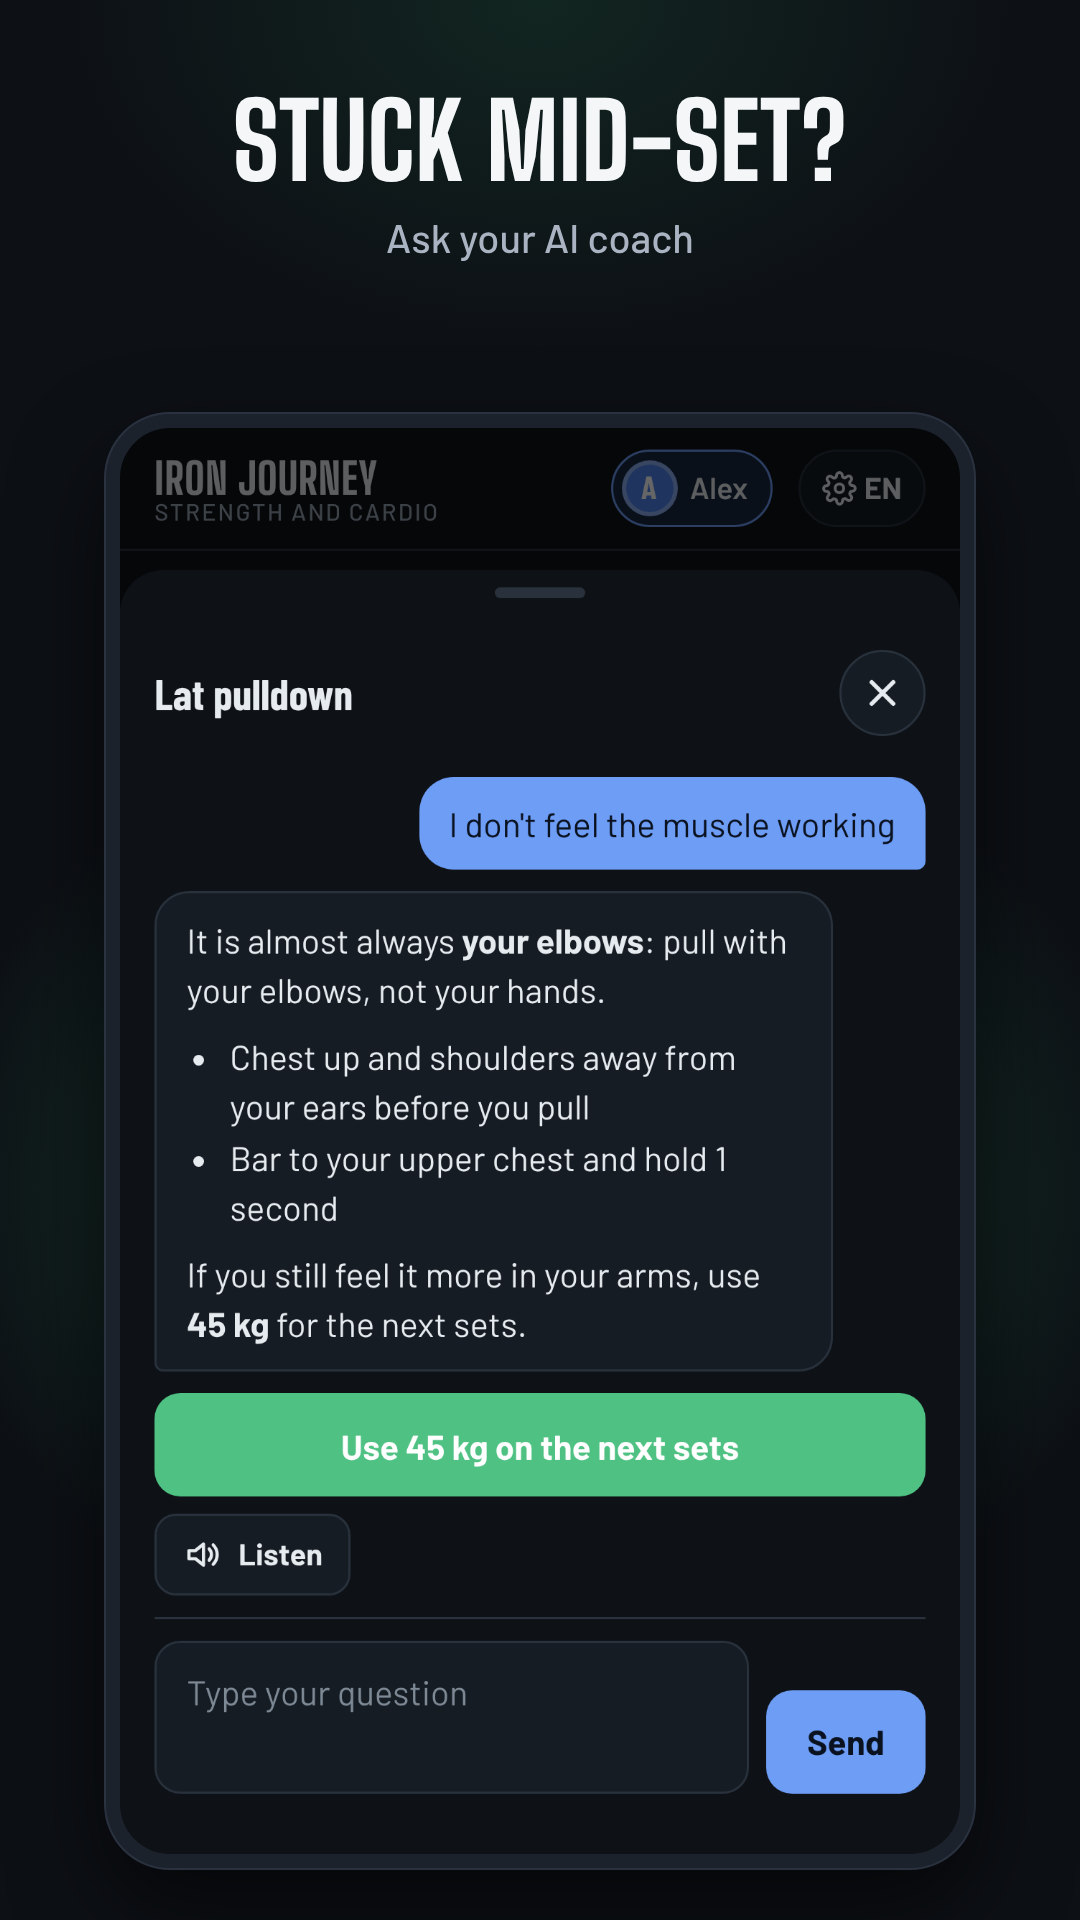 STUCK MID-SET?
Ask your AI coach
IRON JOURNEY
STRENGTH AND CARDIO
A Alex
EN
Lat pulldown
I don't feel the muscle working
It is almost always your elbows: pull with
your elbows, not your hands.
• Chest up and shoulders away from
your ears before you pull
• Bar to your upper chest and hold 1
second
If you still feel it more in your arms, use
45 kg for the next sets.
Use 45 kg on the next sets
Listen
Type your question
Send